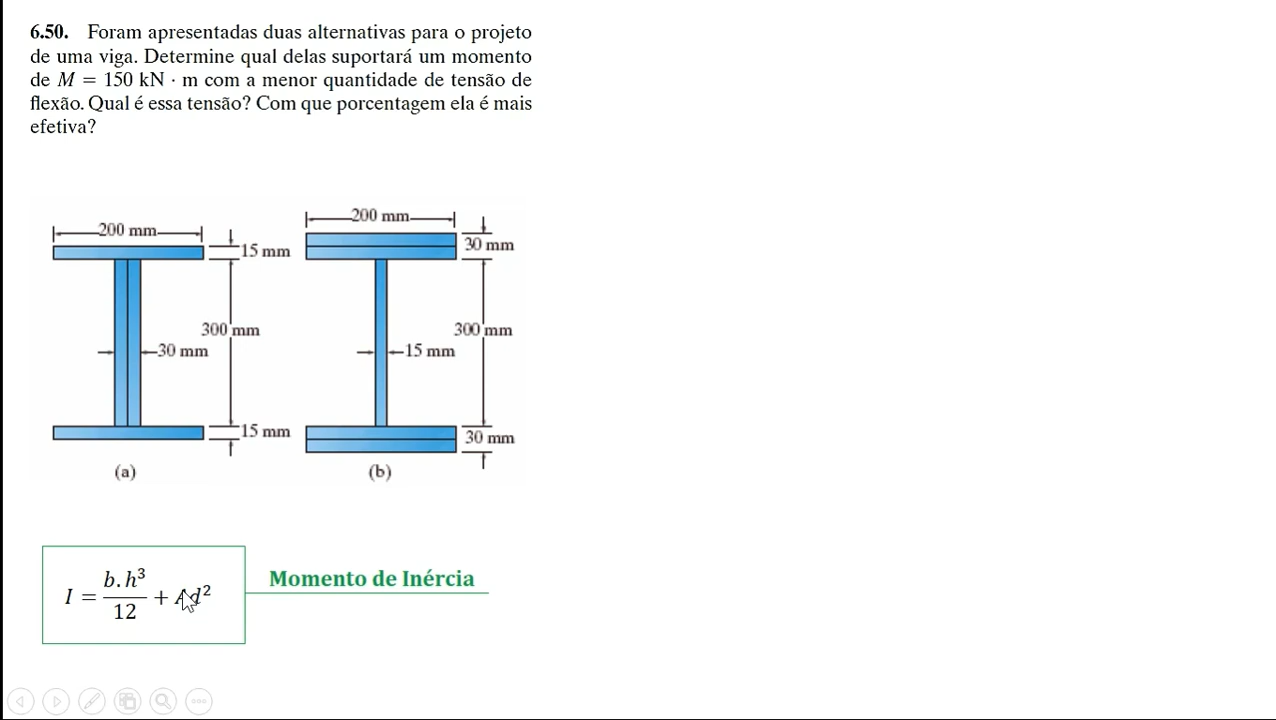 6.50. Foram apresentadas duas alternativas para o projeto
de uma viga. Determine qual delas suportará um momento
de M = 150 kN · m com a menor quantidade de tensão de
flexão. Qual é essa tensão? Com que porcentagem ela é mais
efetiva?
200 mm
15 mm
300 mm
30 mm
15 mm
(a)
200 mm
30 mm
300 mm
15 mm
30 mm
(b)
I = b.h³/12 + Ad²
Momento de Inércia